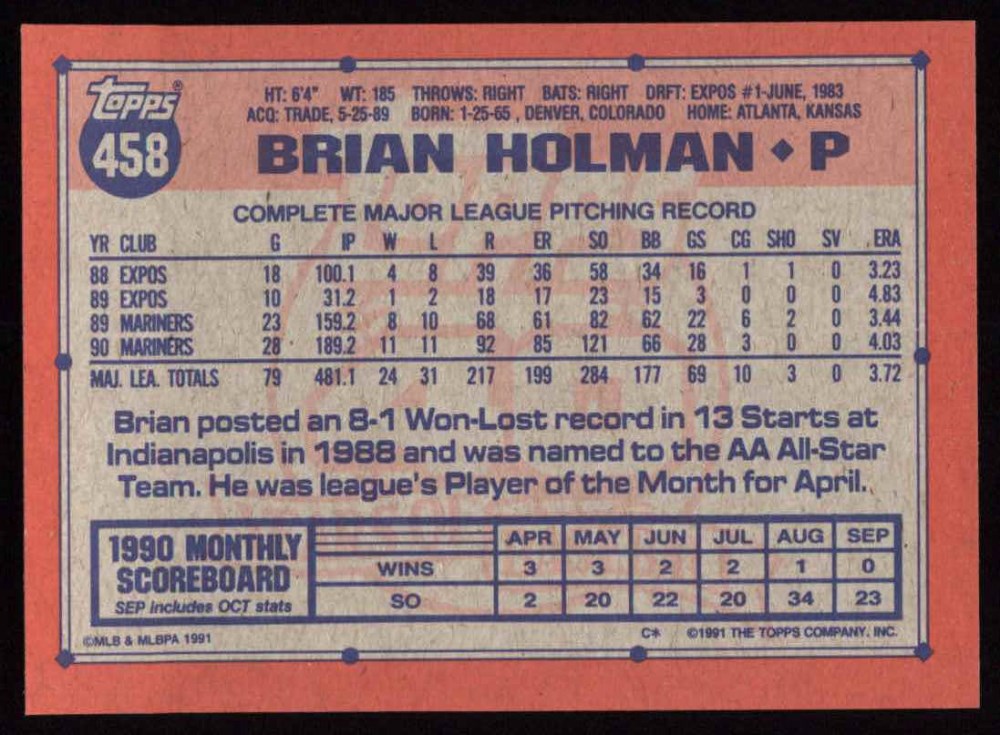 Topps®
458
HT: 6'4" WT: 185 THROWS: RIGHT BATS: RIGHT DRFT: EXPOS #1-JUNE, 1983
ACQ: TRADE, 5-25-89 BORN: 1-25-65 , DENVER, COLORADO HOME: ATLANTA, KANSAS
BRIAN HOLMAN ◆ P
COMPLETE MAJOR LEAGUE PITCHING RECORD
YR CLUB G IP W L R ER SO BB GS CG SHO SV ERA
88 EXPOS 18 100.1 4 8 39 36 58 34 16 1 1 0 3.23
89 EXPOS 10 31.2 1 2 18 17 23 15 3 0 0 0 4.83
89 MARINERS 23 159.2 8 10 68 61 82 62 22 6 2 0 3.44
90 MARINERS 28 189.2 11 11 92 85 121 66 28 3 0 0 4.03
MAJ. LEA. TOTALS 79 481.1 24 31 217 199 284 177 69 10 3 0 3.72
Brian posted an 8-1 Won-Lost record in 13 Starts at
Indianapolis in 1988 and was named to the AA All-Star
Team. He was league's Player of the Month for April.
1990 MONTHLY
SCOREBOARD
SEP includes OCT stats
APR MAY JUN JUL AUG SEP
WINS 3 3 2 2 1 0
SO 2 20 22 20 34 23
©MLB & MLBPA 1991
C* ©1991 THE TOPPS COMPANY, INC.